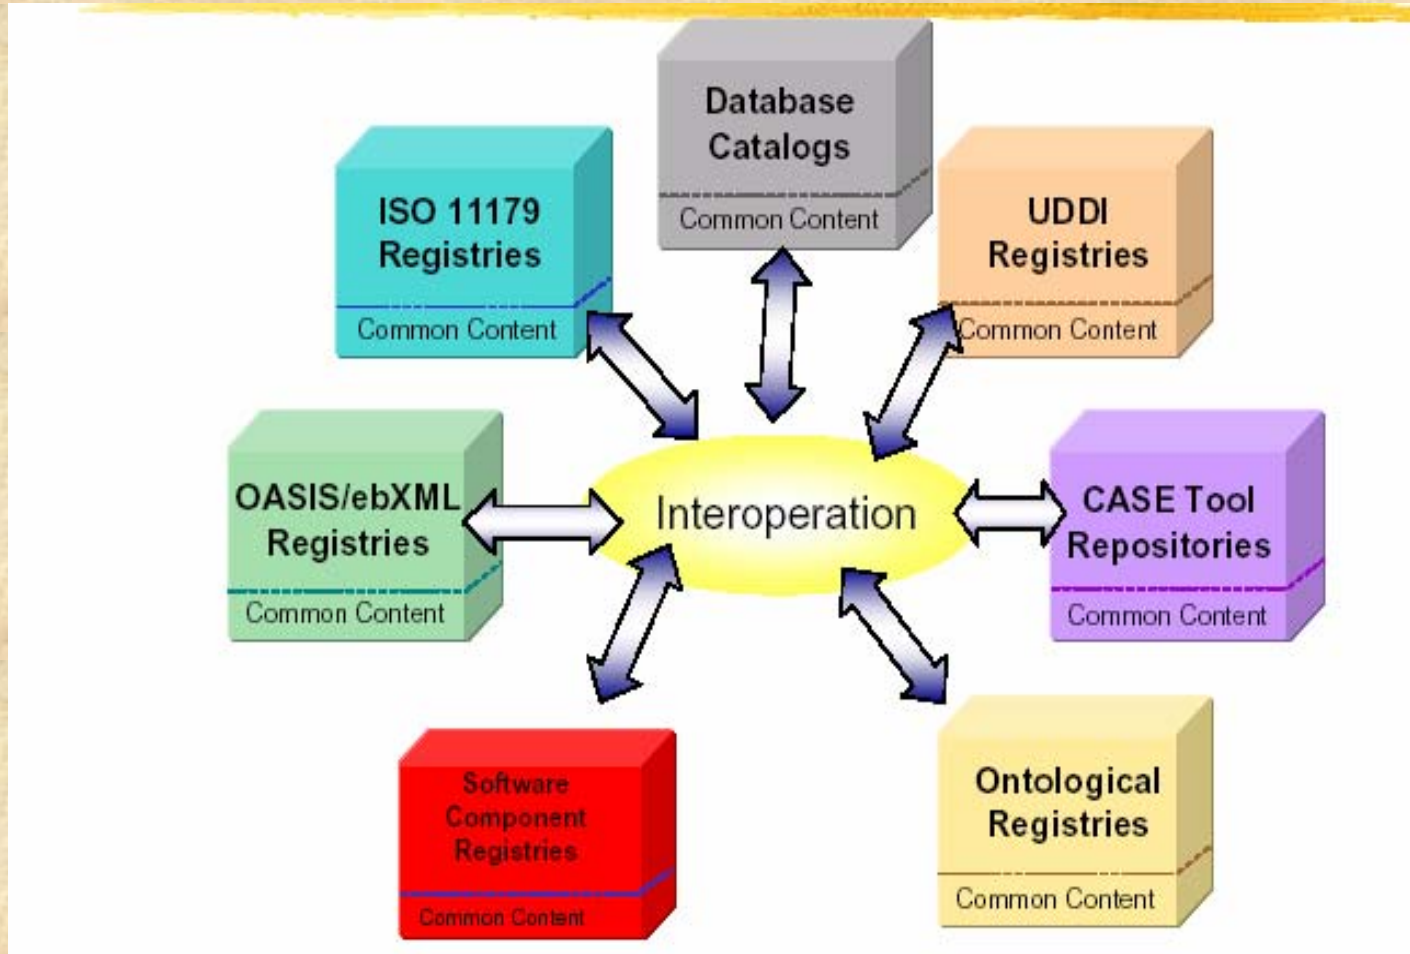 Database
Catalogs
Common Content
ISO 11179
Registries
Common Content
UDDI
Registries
Common Content
OASIS/ebXML
Registries
Common Content
Interoperation
CASE Tool
Repositories
Common Content
Software
Component
Registries
Common Content
Ontological
Registries
Common Content